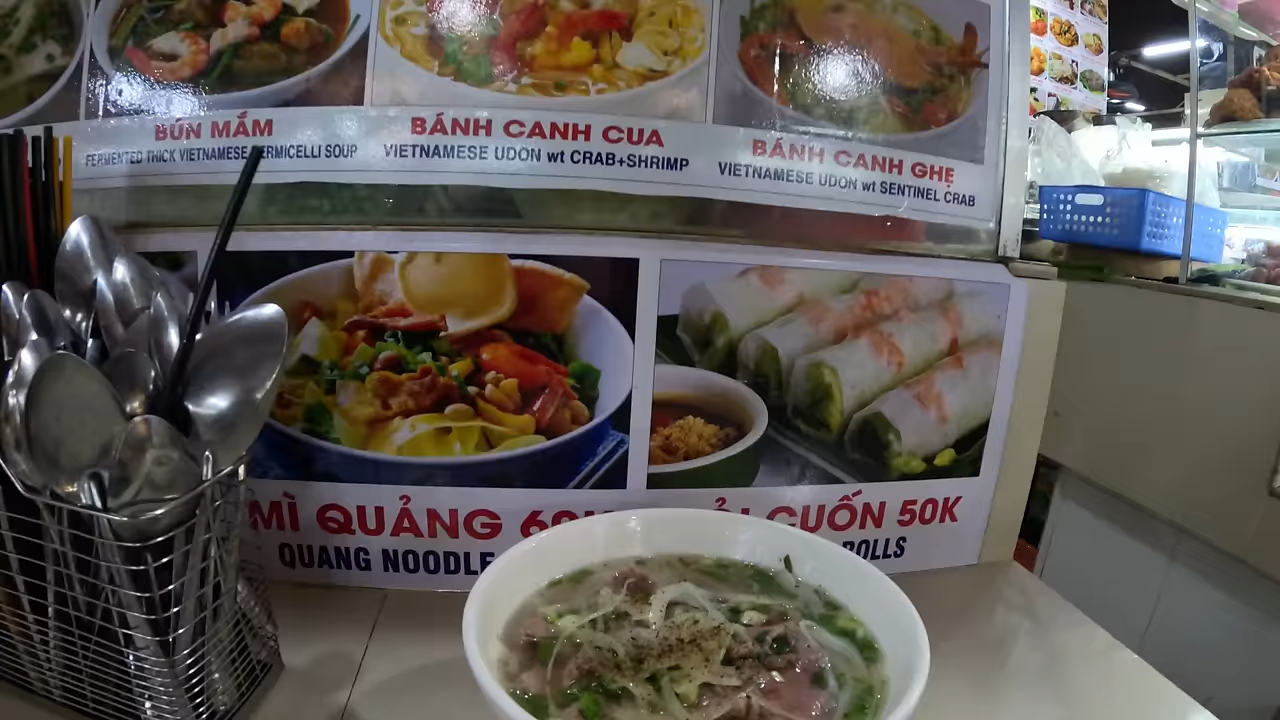 BÚN MẮM
FERMENTED THICK VIETNAMESE VERMICELLI SOUP
BÁNH CANH CUA
VIETNAMESE UDON wt CRAB+SHRIMP
BÁNH CANH GHẸ
VIETNAMESE UDON wt SENTINEL CRAB
MÌ QUẢNG
QUANG NOODLE
CUỐN 50K
ROLLS